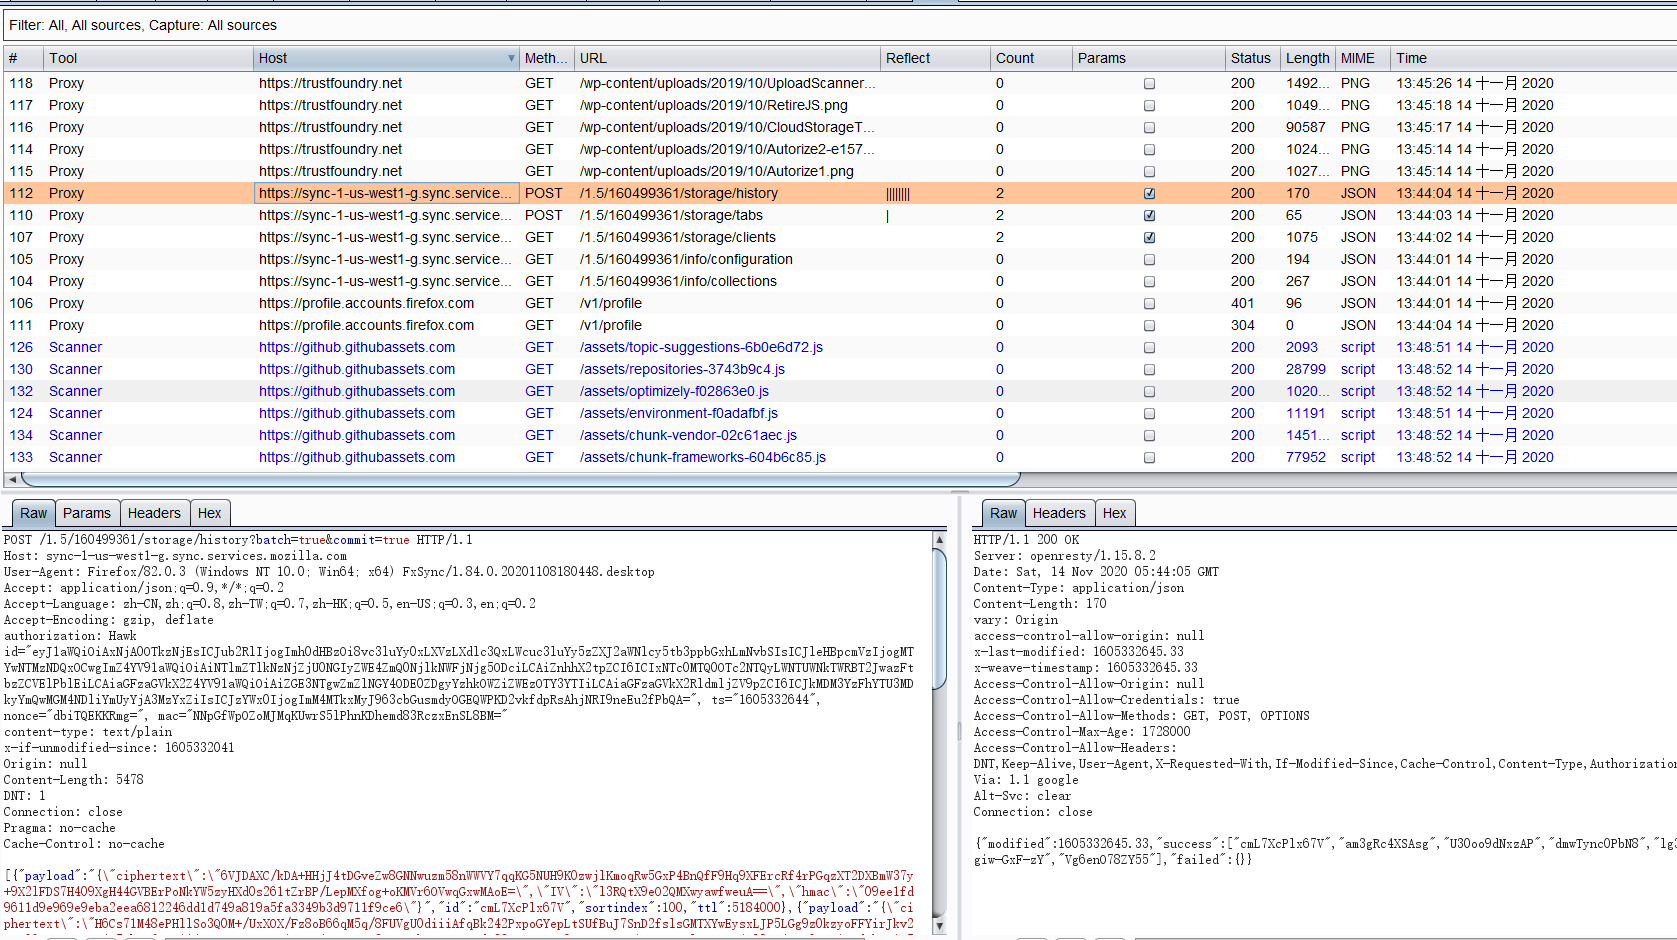 Filter: All, All sources, Capture: All sources
# Tool Host Meth... URL Reflect Count Params Status Length MIME Time
118 Proxy https://trustfoundry.net GET /wp-content/uploads/2019/10/UploadScanner... 0 200 1492... PNG 13:45:26 14 十一月 2020
117 Proxy https://trustfoundry.net GET /wp-content/uploads/2019/10/RetireJS.png 0 200 1049... PNG 13:45:18 14 十一月 2020
116 Proxy https://trustfoundry.net GET /wp-content/uploads/2019/10/CloudStorageT... 0 200 90587 PNG 13:45:17 14 十一月 2020
114 Proxy https://trustfoundry.net GET /wp-content/uploads/2019/10/Autorize2-e157... 0 200 1024... PNG 13:45:14 14 十一月 2020
115 Proxy https://trustfoundry.net GET /wp-content/uploads/2019/10/Autorize1.png 0 200 1027... PNG 13:45:14 14 十一月 2020
112 Proxy https://sync-1-us-west1-g.sync.service... POST /1.5/160499361/storage/history |||||||| 2 200 170 JSON 13:44:04 14 十一月 2020
110 Proxy https://sync-1-us-west1-g.sync.service... POST /1.5/160499361/storage/tabs | 2 200 65 JSON 13:44:03 14 十一月 2020
107 Proxy https://sync-1-us-west1-g.sync.service... GET /1.5/160499361/storage/clients 2 200 1075 JSON 13:44:02 14 十一月 2020
105 Proxy https://sync-1-us-west1-g.sync.service... GET /1.5/160499361/info/configuration 0 200 194 JSON 13:44:01 14 十一月 2020
104 Proxy https://sync-1-us-west1-g.sync.service... GET /1.5/160499361/info/collections 0 200 267 JSON 13:44:01 14 十一月 2020
106 Proxy https://profile.accounts.firefox.com GET /v1/profile 0 401 96 JSON 13:44:01 14 十一月 2020
111 Proxy https://profile.accounts.firefox.com GET /v1/profile 0 304 0 JSON 13:44:04 14 十一月 2020
126 Scanner https://github.githubassets.com GET /assets/topic-suggestions-6b0e6d72.js 0 200 2093 script 13:48:51 14 十一月 2020
130 Scanner https://github.githubassets.com GET /assets/repositories-3743b9c4.js 0 200 28799 script 13:48:52 14 十一月 2020
132 Scanner https://github.githubassets.com GET /assets/optimizely-f02863e0.js 0 200 1020... script 13:48:52 14 十一月 2020
124 Scanner https://github.githubassets.com GET /assets/environment-f0adafbf.js 0 200 11191 script 13:48:51 14 十一月 2020
134 Scanner https://github.githubassets.com GET /assets/chunk-vendor-02c61aec.js 0 200 1451... script 13:48:52 14 十一月 2020
133 Scanner https://github.githubassets.com GET /assets/chunk-frameworks-604b6c85.js 0 200 77952 script 13:48:52 14 十一月 2020
Raw Params Headers Hex
POST /1.5/160499361/storage/history?batch=true&commit=true HTTP/1.1
Host: sync-1-us-west1-g.sync.services.mozilla.com
User-Agent: Firefox/82.0.3 (Windows NT 10.0; Win64; x64) FxSync/1.84.0.20201108180448.desktop
Accept: application/json;q=0.9,*/*;q=0.2
Accept-Language: zh-CN,zh;q=0.8,zh-TW;q=0.7,zh-HK;q=0.5,en-US;q=0.3,en;q=0.2
Accept-Encoding: gzip, deflate
authorization: Hawk
ts="1605332644",
nonce="dbiTQEKKRmg=",
content-type: text/plain
x-if-unmodified-since: 1605332041
Origin: null
Content-Length: 5478
DNT: 1
Connection: close
Pragma: no-cache
Cache-Control: no-cache
[{"payload":"{\"ciphertext\":
"id":"cmL7XcPlx67V","sortindex":100,"ttl":5184000},{"payload":"{\"ci
phertext\":
Raw Headers Hex
HTTP/1.1 200 OK
Server: openresty/1.15.8.2
Date: Sat, 14 Nov 2020 05:44:05 GMT
Content-Type: application/json
Content-Length: 170
vary: Origin
access-control-allow-origin: null
x-last-modified: 1605332645.33
x-weave-timestamp: 1605332645.33
Access-Control-Allow-Origin: null
Access-Control-Allow-Credentials: true
Access-Control-Allow-Methods: GET, POST, OPTIONS
Access-Control-Max-Age: 1728000
Access-Control-Allow-Headers:
DNT,Keep-Alive,User-Agent,X-Requested-With,If-Modified-Since,Cache-Control,Content-Type,Authorization
Via: 1.1 google
Alt-Svc: clear
Connection: close
{"modified":1605332645.33,"success":["cmL7XcPlx67V","am3gRc4XSAsg","U30oo9dNxzAP","dmwTyncOPbN8","lg3
giw-GxF-zY","Vg6enO78ZY55"],"failed":{}}